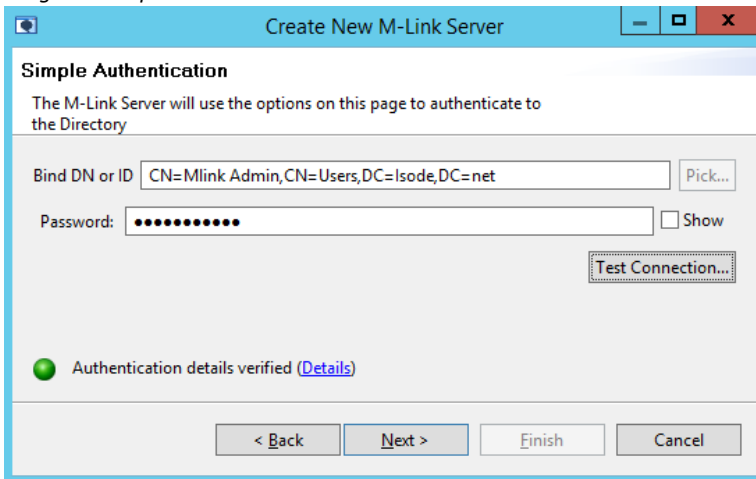 Create New M-Link Server
Simple Authentication
The M-Link Server will use the options on this page to authenticate to
the Directory
Bind DN or ID CN=Mlink Admin,CN=Users,DC=Isode,DC=net Pick...
Password: ●●●●●●●●●●● Show
Test Connection...
Authentication details verified (Details)
< Back Next > Finish Cancel